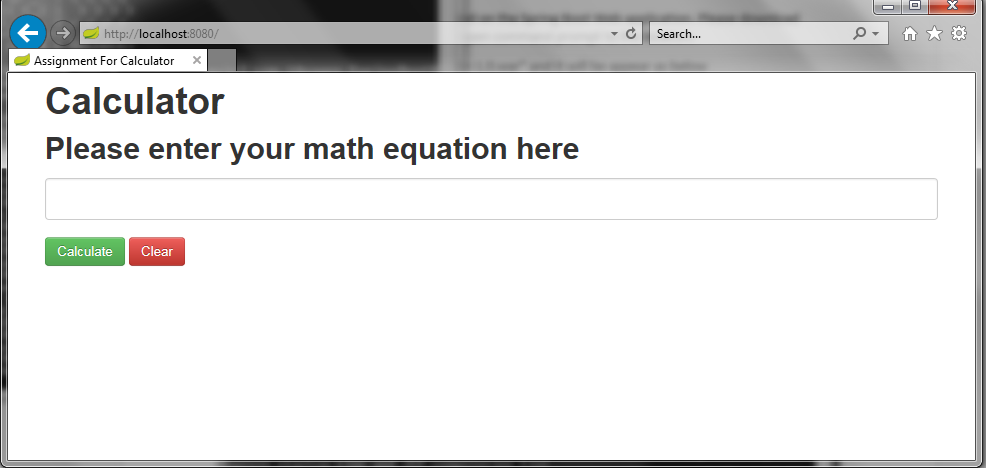 http://localhost:8080/
Search...
Assignment For Calculator
Calculator
Please enter your math equation here
Calculate Clear